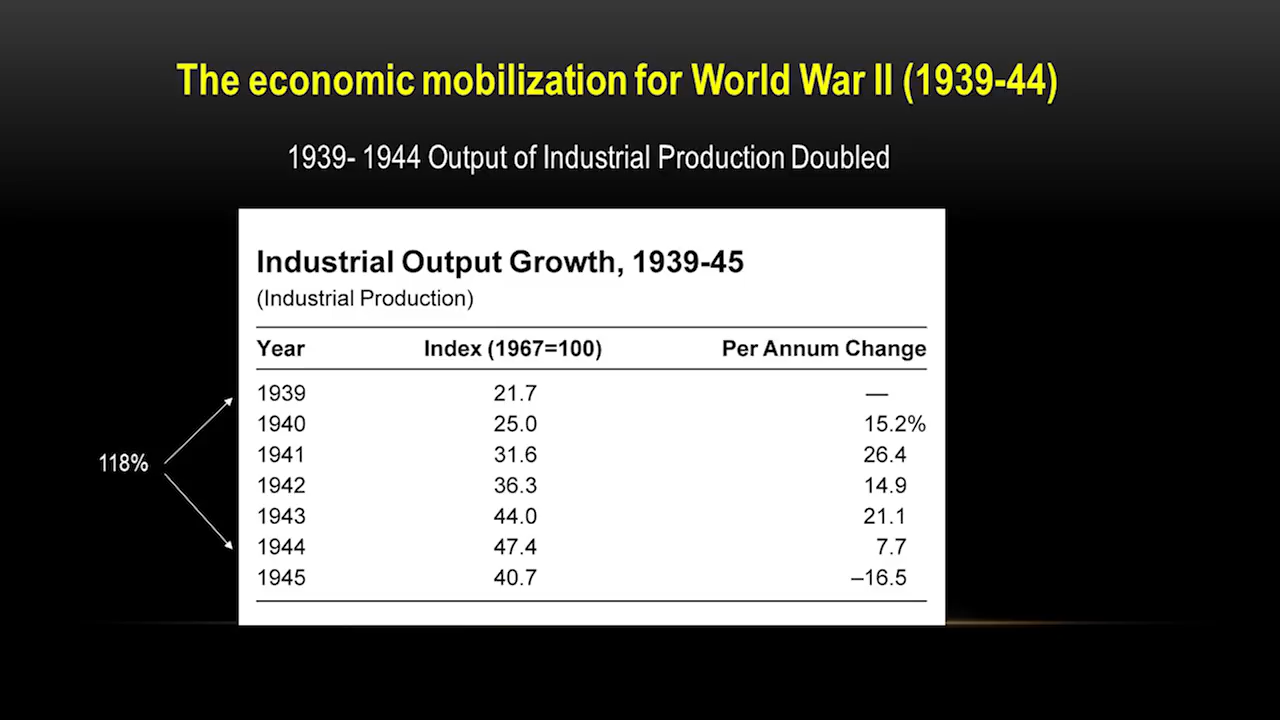 The economic mobilization for World War II (1939-44)
1939- 1944 Output of Industrial Production Doubled
Industrial Output Growth, 1939-45
(Industrial Production)
Year Index (1967=100) Per Annum Change
1939 21.7 —
1940 25.0 15.2%
1941 31.6 26.4
118%
1942 36.3 14.9
1943 44.0 21.1
1944 47.4 7.7
1945 40.7 –16.5